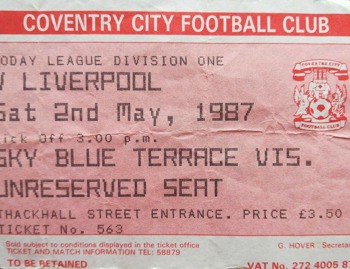 COVENTRY CITY FOOTBALL CLUB
ODAY LEAGUE DIVISION ONE
V LIVERPOOL
Sat 2nd May, 1987
ick Off 3.00 p.m.
SKY BLUE TERRACE VIS.
UNRESERVED SEAT
THACKHALL STREET ENTRANCE. PRICE £3.50
TICKET No. 563
COVENTRY CITY
FOOTBALL CLUB
Sold subject to conditions displayed in the ticket office
TICKET AND MATCH INFORMATION TEL: 58879
G. HOVER Secreta
TO BE RETAINED
VAT No. 272 4005 8